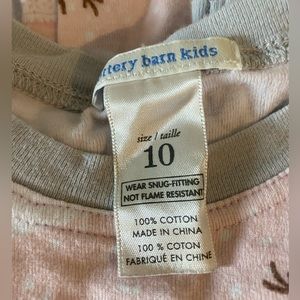 ttery barn kids
size / taille
10
WEAR SNUG-FITTING
NOT FLAME RESISTANT
100% COTTON
MADE IN CHINA
100 % COTON
FABRIQUÉ EN CHINE